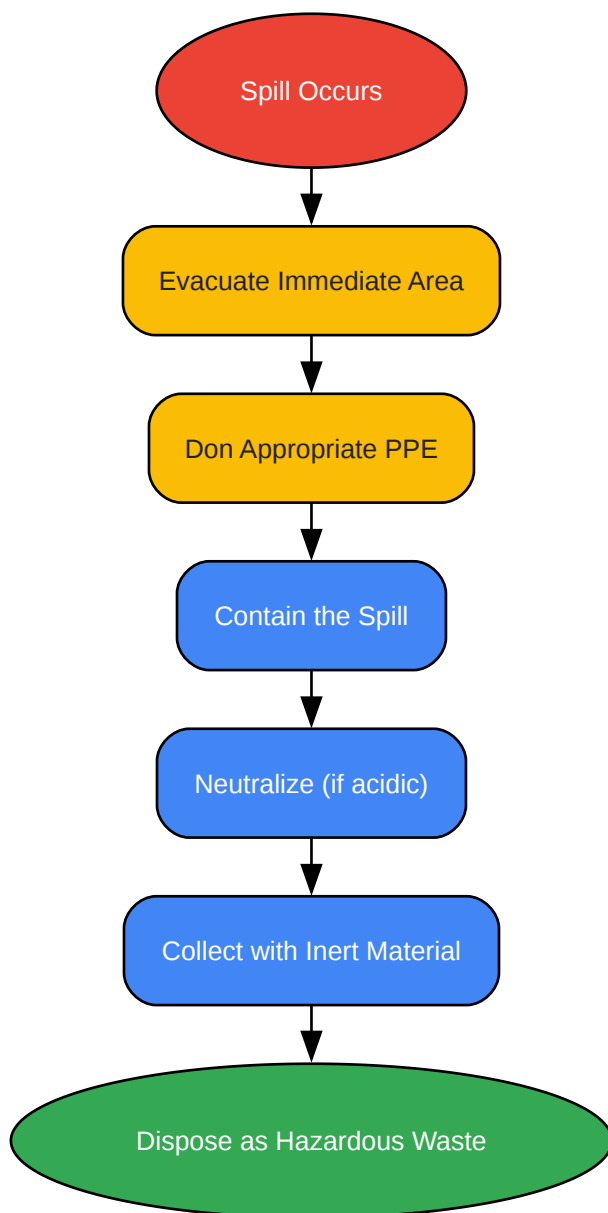 Spill Occurs
Evacuate Immediate Area
Don Appropriate PPE
Contain the Spill
Neutralize (if acidic)
Collect with Inert Material
Dispose as Hazardous Waste